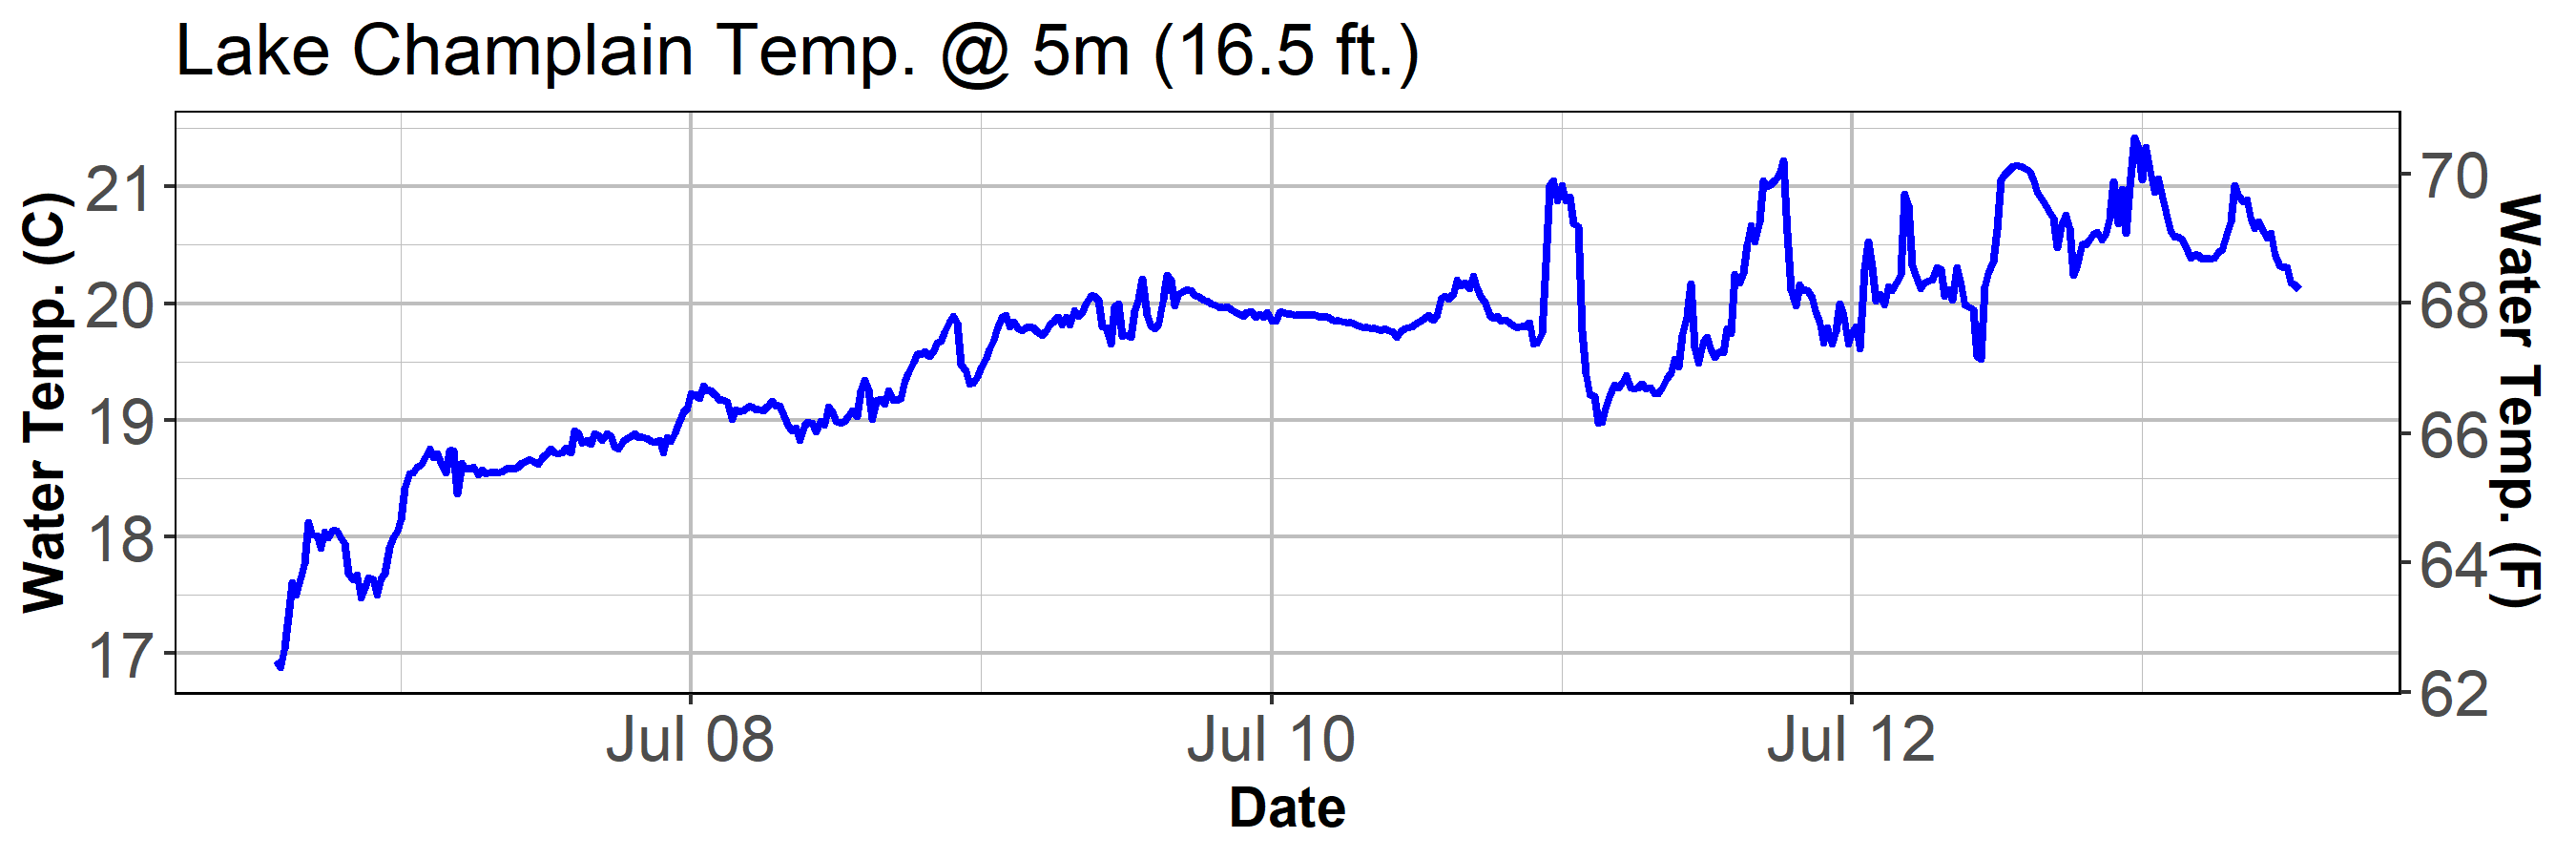 Lake Champlain Temp. @ 5m (16.5 ft.)
Water Temp. (C)
21
20
19
18
17
70
68
66
64
62
Water Temp. (F)
Jul 08
Jul 10
Jul 12
Date